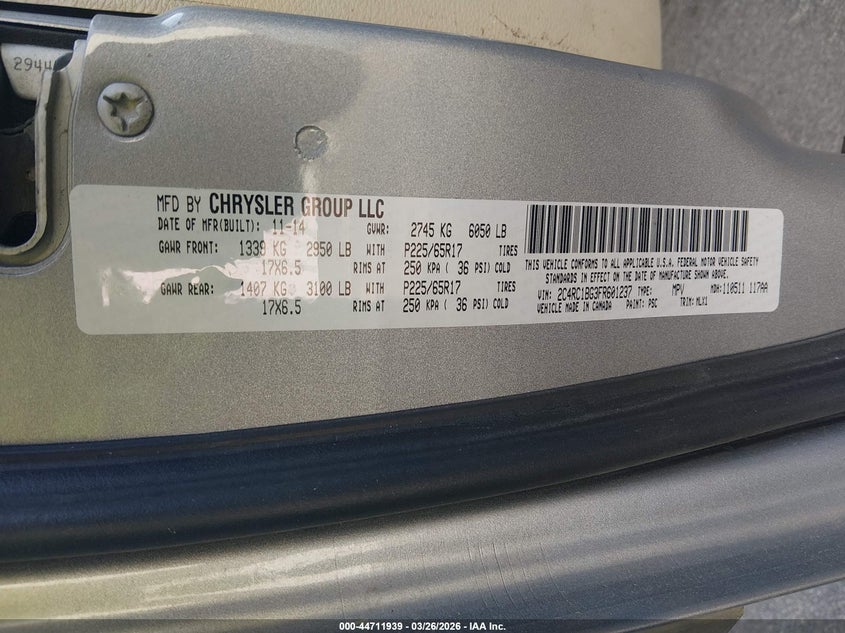 2944
MFD BY CHRYSLER GROUP LLC
DATE OF MFR(BUILT): 11-14 GVWR: 2745 KG 6050 LB
GAWR FRONT: 1339 KG 2950 LB WITH P225/65R17 TIRES
17X6.5 RIMS AT 250 KPA ( 36 PSI) COLD
GAWR REAR: 1407 KG 3100 LB WITH P225/65R17 TIRES
17X6.5 RIMS AT 250 KPA ( 36 PSI) COLD
THIS VEHICLE CONFORMS TO ALL APPLICABLE U.S.A. FEDERAL MOTOR VEHICLE SAFETY
STANDARDS IN EFFECT ON THE DATE OF MANUFACTURE SHOWN ABOVE.
VIN: 2C4RC1BG3FR601237 TYPE: MPV MDH: 110511 117AA
VEHICLE MADE IN CANADA PAINT: PSC TRIM: MLX1
000-44711939 | 03/26/2026 - IAA Inc.